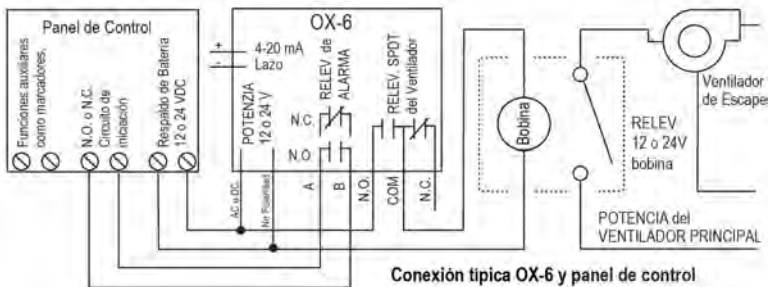 Panel de Control
Funciones auxiliares
como marcadores,
N.O. o N.C.
Circuito de
iniciación
Respaldo de Batería
12 o 24 VDC
OX-6
+
-
4-20 mA
Lazo
POTENZIA
12 o 24 V
RELEV. de
ALARMA
N.C.
N.O
RELEV. SPDT
del Ventilador
AC o DC.
No Polaridad
A
B
N.O.
COM
N.C.
Bobina
RELEV
12 o 24V
bobina
Ventilador
de Escapes
POTENCIA del
VENTILADOR PRINCIPAL
Conexión tipica OX-6 y panel de control